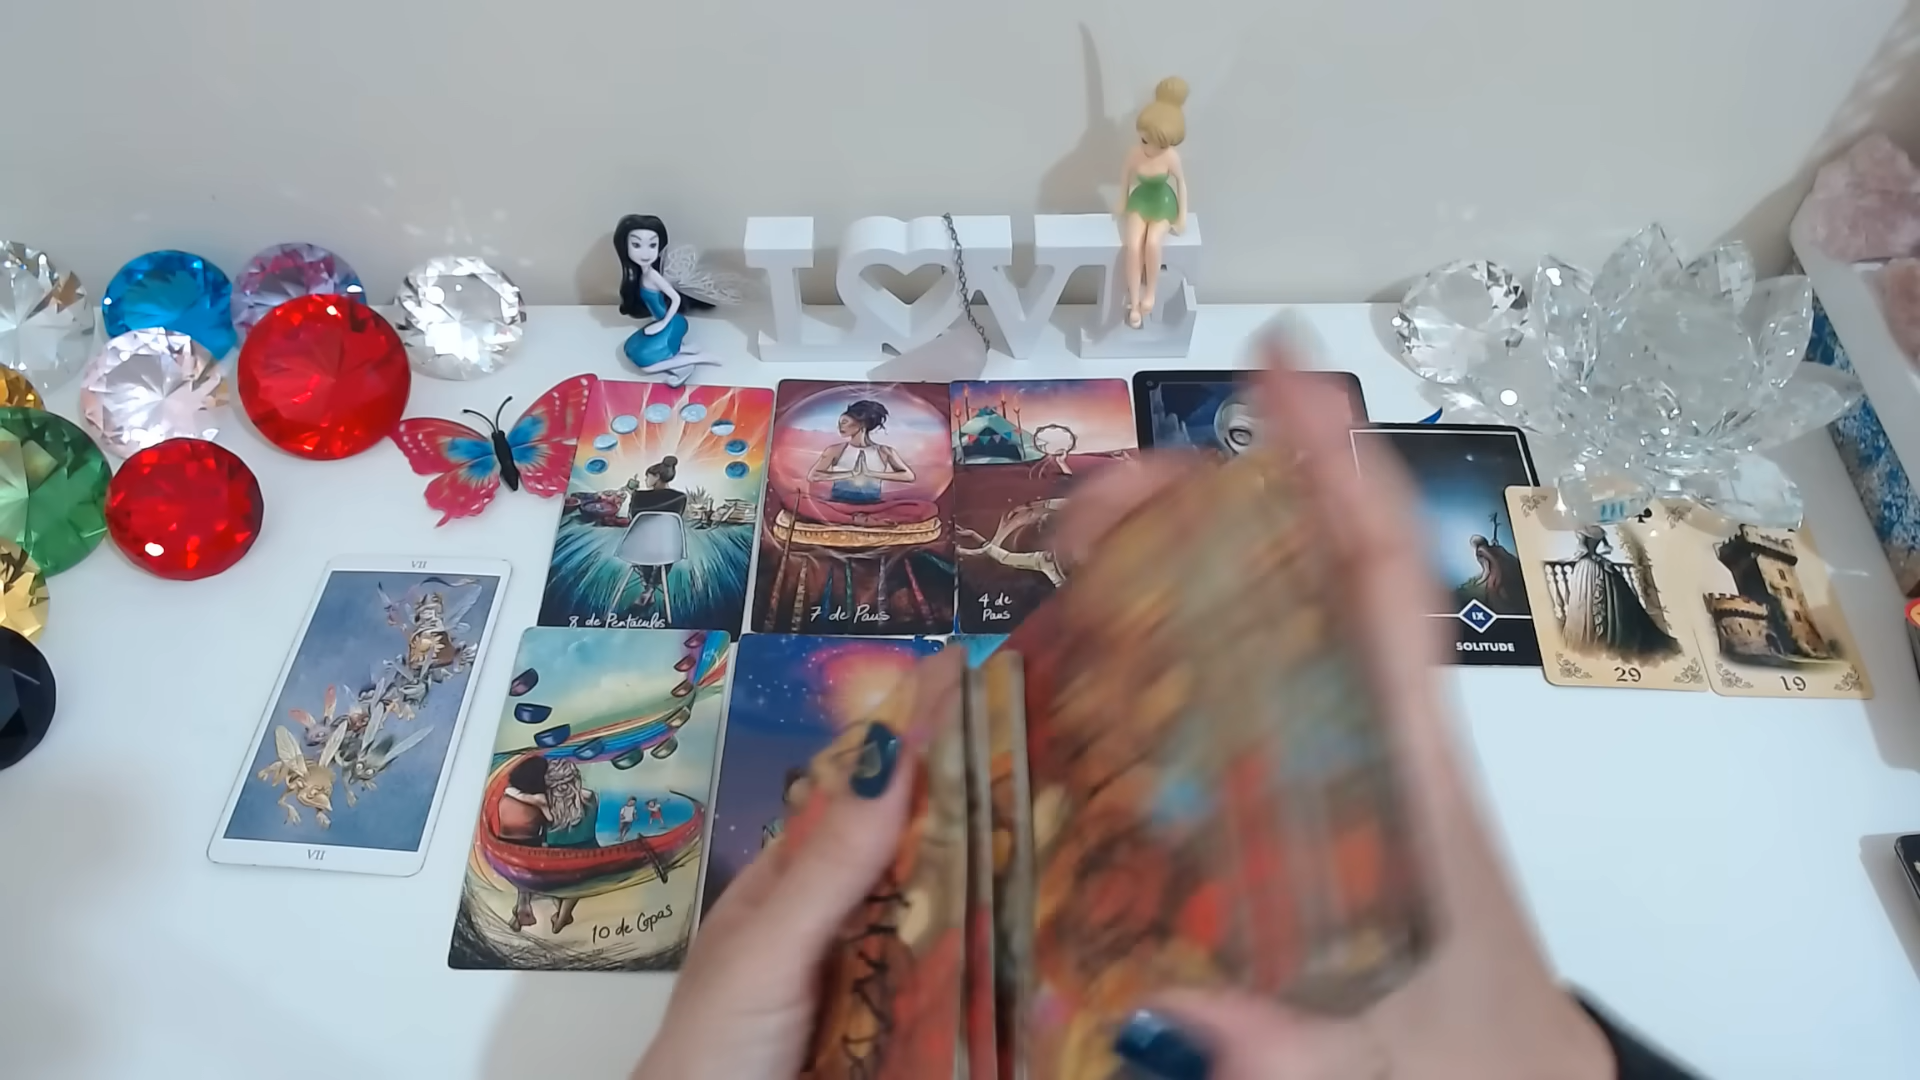 LOVE
8 de Pentáculos
7 de Paus
4 de
Paus
IX
SOLITUDE
29
19
VII
VII
10 de Copas